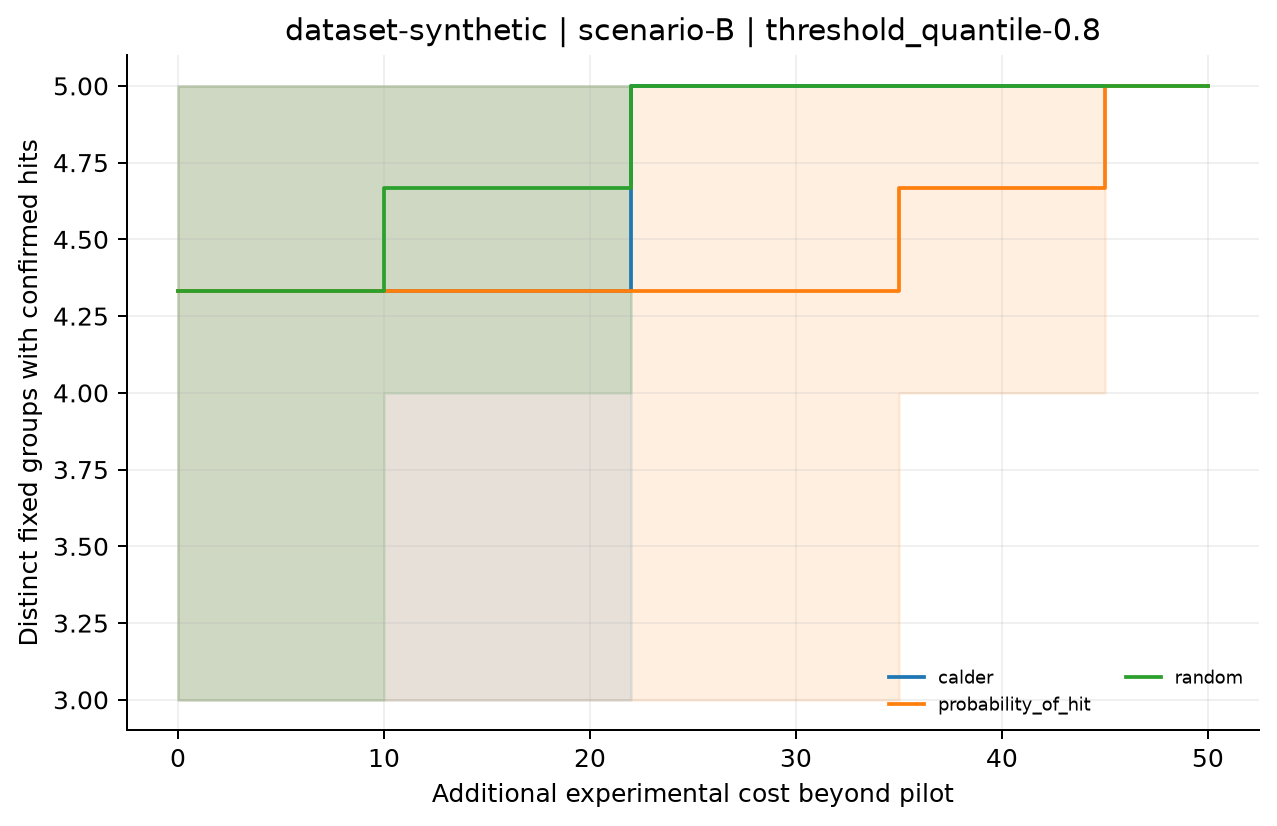 dataset-synthetic | scenario-B | threshold_quantile-0.8
Distinct fixed groups with confirmed hits
5.00
4.75
4.50
4.25
4.00
3.75
3.50
3.25
3.00
calder
probability_of_hit
random
0 10 20 30 40 50
Additional experimental cost beyond pilot